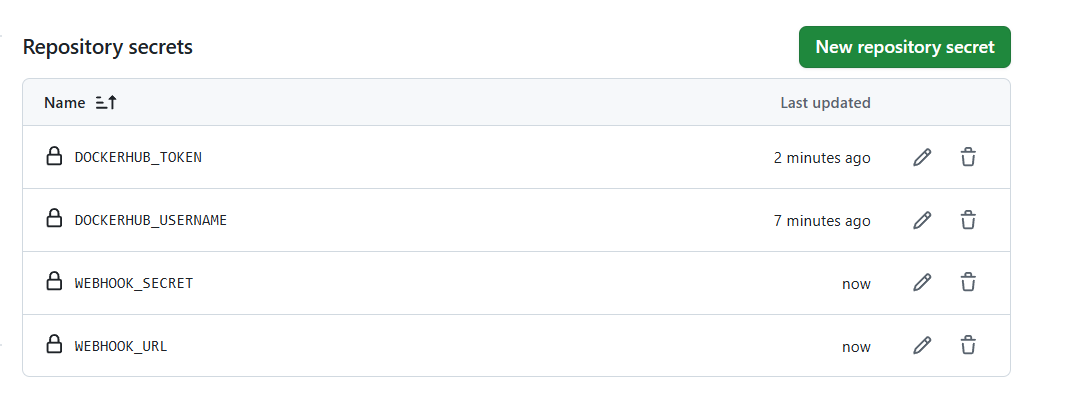 Repository secrets
New repository secret
Name
Last updated
DOCKERHUB_TOKEN
2 minutes ago
DOCKERHUB_USERNAME
7 minutes ago
WEBHOOK_SECRET
now
WEBHOOK_URL
now